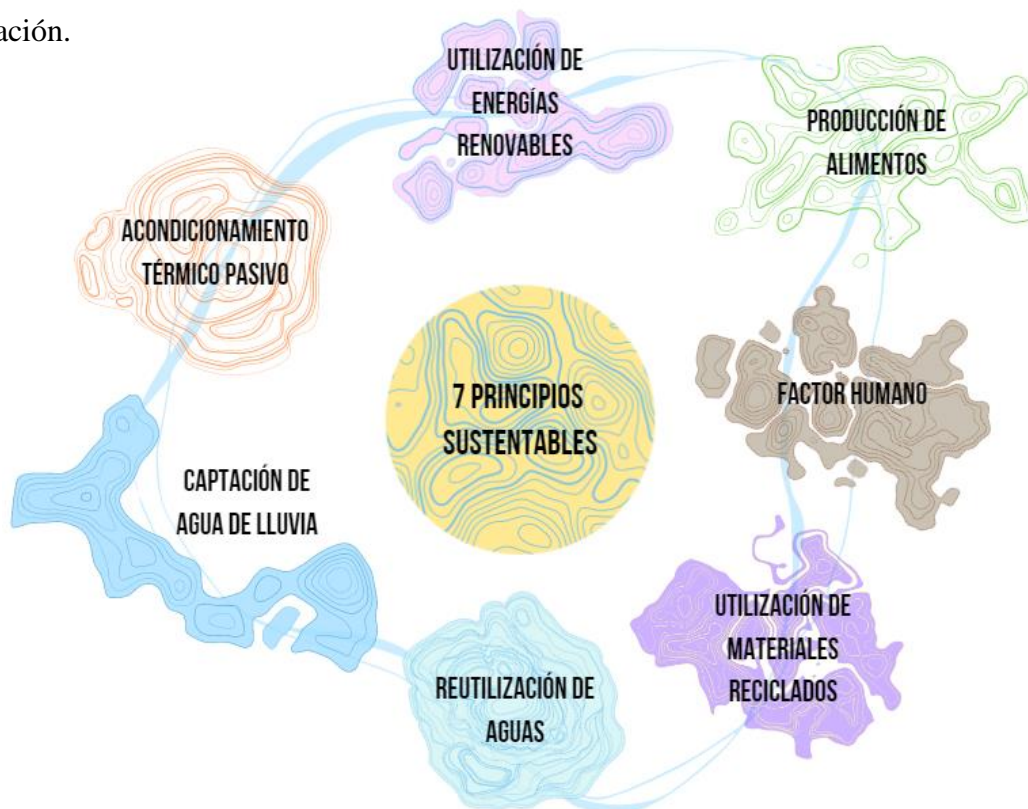 ación.
UTILIZACIÓN DE
ENERGÍAS
RENOVABLES
PRODUCCIÓN DE
ALIMENTOS
ACONDICIONAMIENTO
TÉRMICO PASIVO
7 PRINCIPIOS
SUSTENTABLES
FACTOR HUMANO
CAPTACIÓN DE
AGUA DE LLUVIA
UTILIZACIÓN DE
MATERIALES
RECICLADOS
REUTILIZACIÓN DE
AGUAS